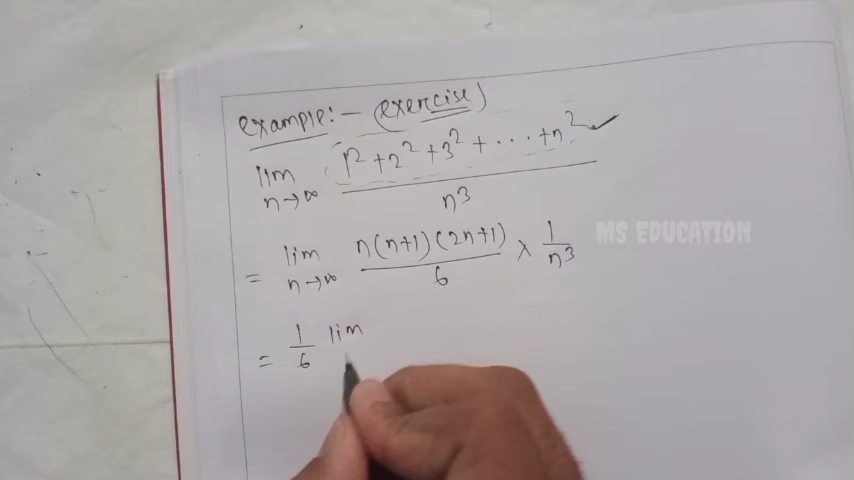 example:- (exercise)
lim n→∞ (1² + 2² + 3² + ... + n²) / n³ ✓
= lim n→∞ n(n+1)(2n+1) / 6 × 1/n³
= 1/6 lim
MS EDUCATION